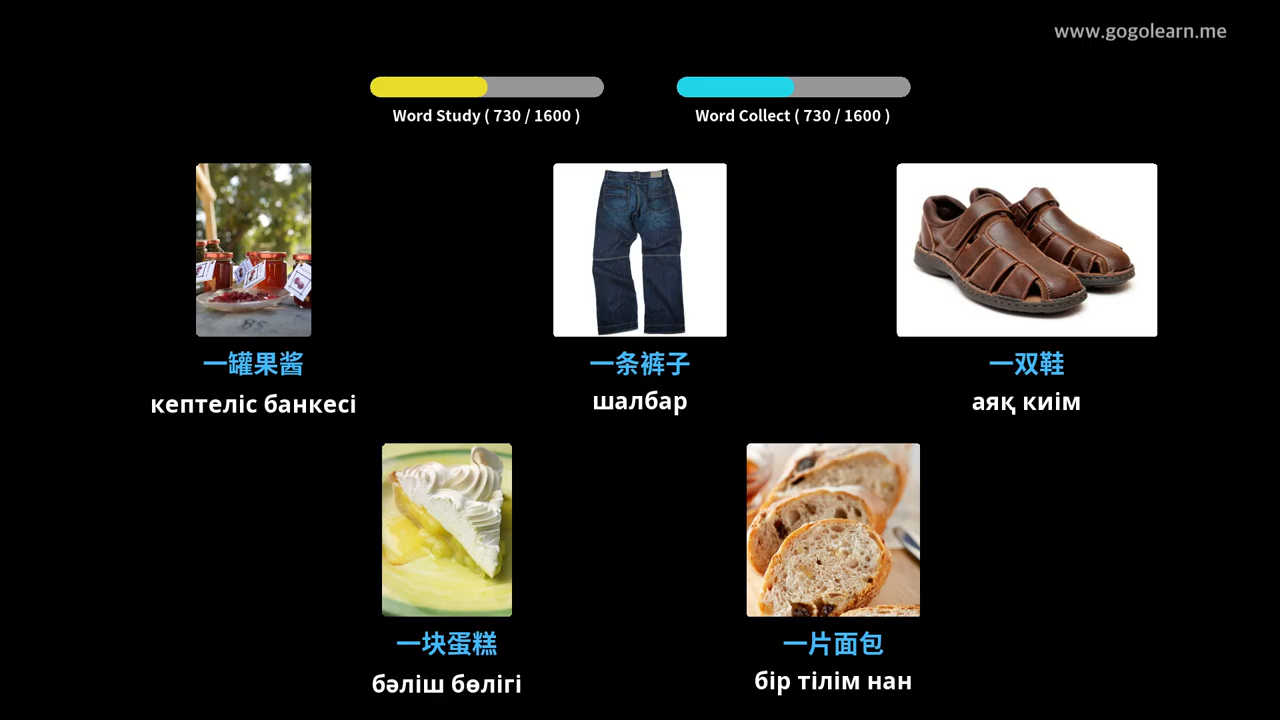 www.gogolearn.me
Word Study ( 730 / 1600 )
Word Collect ( 730 / 1600 )
一罐果酱
кептеліс банкесі
一条裤子
шалбар
一双鞋
аяқ киім
一块蛋糕
бәліш бөлігі
一片面包
бір тілім нан